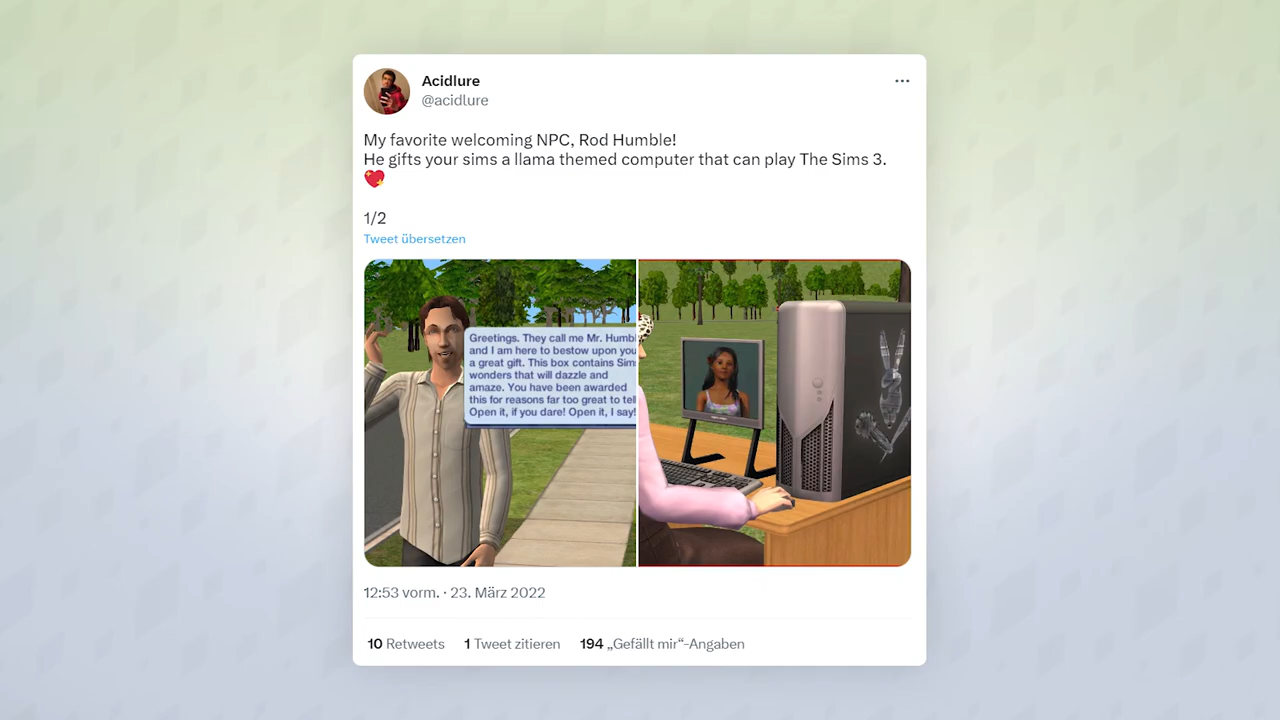 Acidlure
@acidlure
My favorite welcoming NPC, Rod Humble!
He gifts your sims a llama themed computer that can play The Sims 3.
1/2
Tweet übersetzen
Greetings. They call me Mr. Humb
and I am here to bestow upon you
a great gift. This box contains Sim
wonders that will dazzle and
amaze. You have been awarded
this for reasons far too great to tell
Open it, if you dare! Open it, I say!
12:53 vorm. · 23. März 2022
10 Retweets 1 Tweet zitieren 194 „Gefällt mir“-Angaben